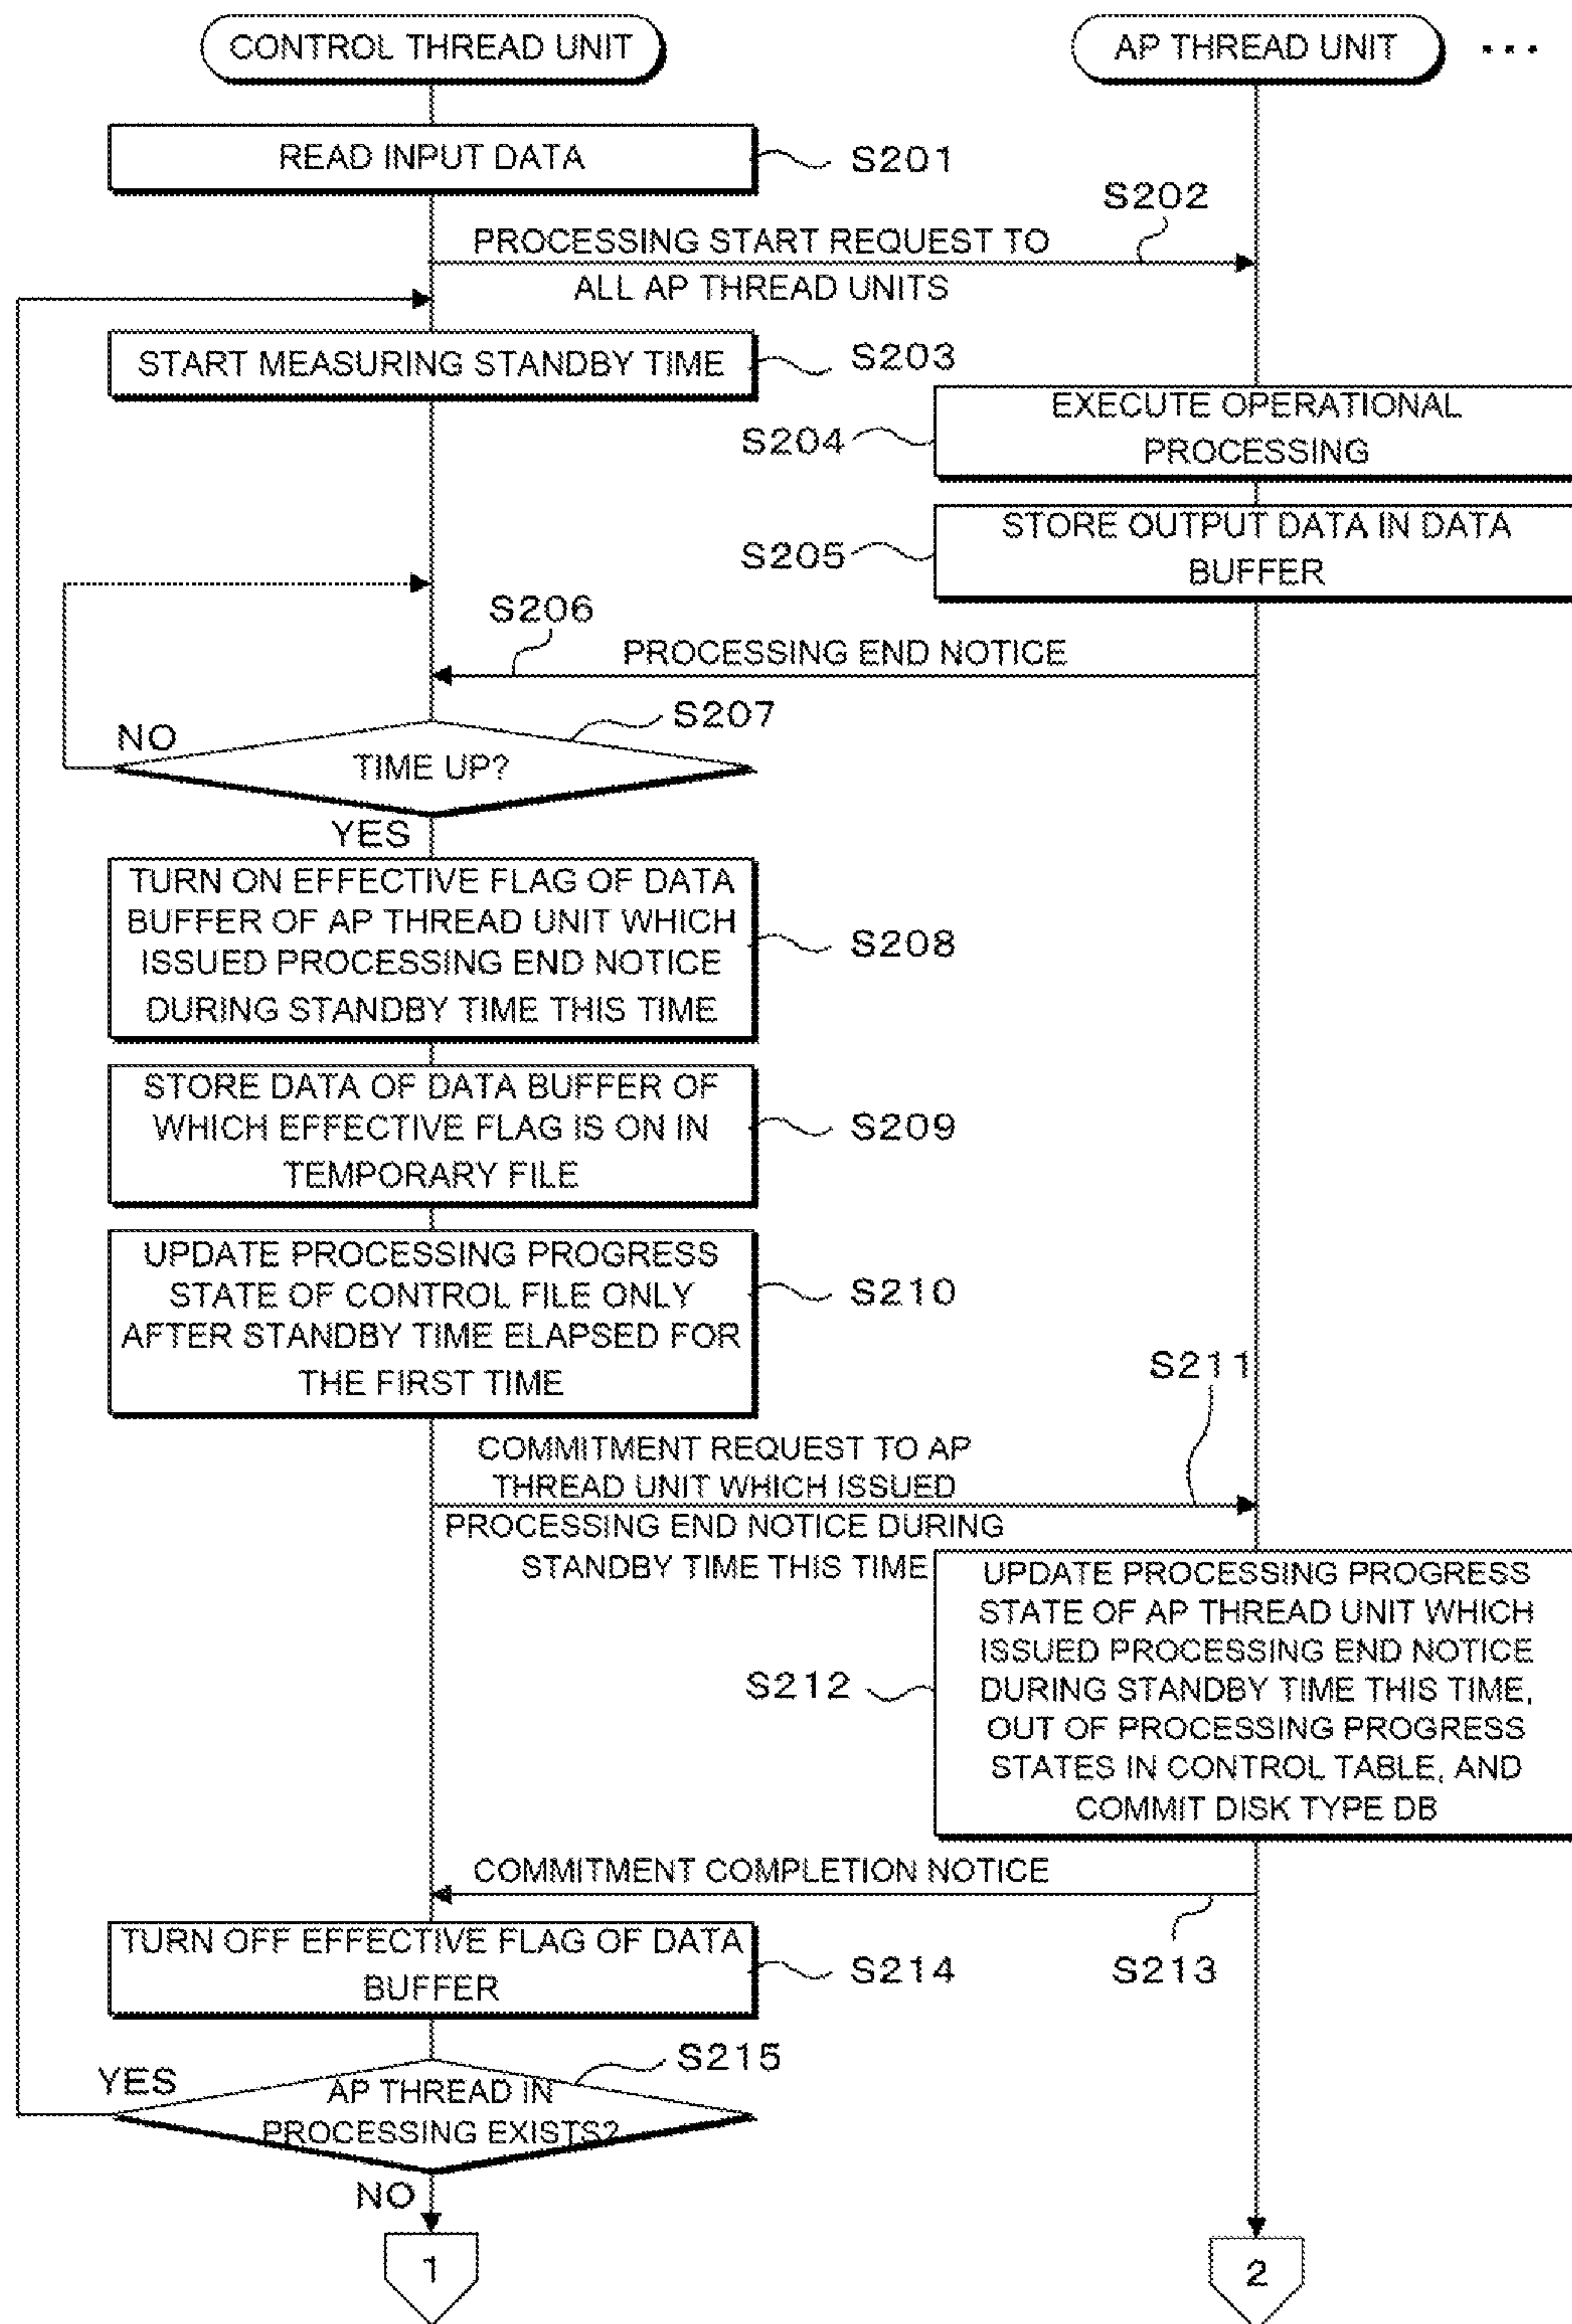 CONTROL THREAD UNIT
AP THREAD UNIT
...
READ INPUT DATA
S201
S202
PROCESSING START REQUEST TO
ALL AP THREAD UNITS
START MEASURING STANDBY TIME
S203
EXECUTE OPERATIONAL
PROCESSING
S204
STORE OUTPUT DATA IN DATA
BUFFER
S205
S206
PROCESSING END NOTICE
S207
NO
TIME UP?
YES
TURN ON EFFECTIVE FLAG OF DATA
BUFFER OF AP THREAD UNIT WHICH
ISSUED PROCESSING END NOTICE
DURING STANDBY TIME THIS TIME
S208
STORE DATA OF DATA BUFFER OF
WHICH EFFECTIVE FLAG IS ON IN
TEMPORARY FILE
S209
UPDATE PROCESSING PROGRESS
STATE OF CONTROL FILE ONLY
AFTER STANDBY TIME ELAPSED FOR
THE FIRST TIME
S210
S211
COMMITMENT REQUEST TO AP
THREAD UNIT WHICH ISSUED
PROCESSING END NOTICE DURING
STANDBY TIME THIS TIME
UPDATE PROCESSING PROGRESS
STATE OF AP THREAD UNIT WHICH
ISSUED PROCESSING END NOTICE
DURING STANDBY TIME THIS TIME,
OUT OF PROCESSING PROGRESS
STATES IN CONTROL TABLE, AND
COMMIT DISK TYPE DB
S212
COMMITMENT COMPLETION NOTICE
S213
TURN OFF EFFECTIVE FLAG OF DATA
BUFFER
S214
S215
YES
AP THREAD IN
PROCESSING EXISTS?
NO
1
2